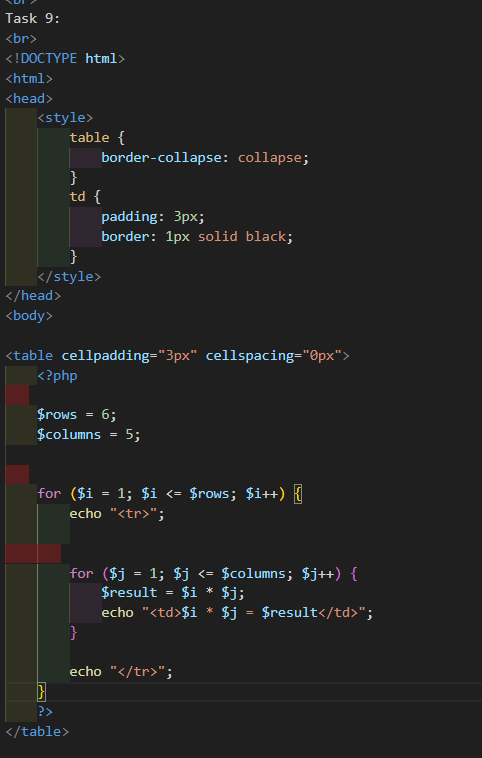 <br>
Task 9:
<br>
<!DOCTYPE html>
<html>
<head>
    <style>
        table {
            border-collapse: collapse;
        }
        td {
            padding: 3px;
            border: 1px solid black;
        }
    </style>
</head>
<body>

<table cellpadding="3px" cellspacing="0px">
    <?php

    $rows = 6;
    $columns = 5;


    for ($i = 1; $i <= $rows; $i++) {
        echo "<tr>";


        for ($j = 1; $j <= $columns; $j++) {
            $result = $i * $j;
            echo "<td>$i * $j = $result</td>";
        }

        echo "</tr>";
    }
    ?>
</table>